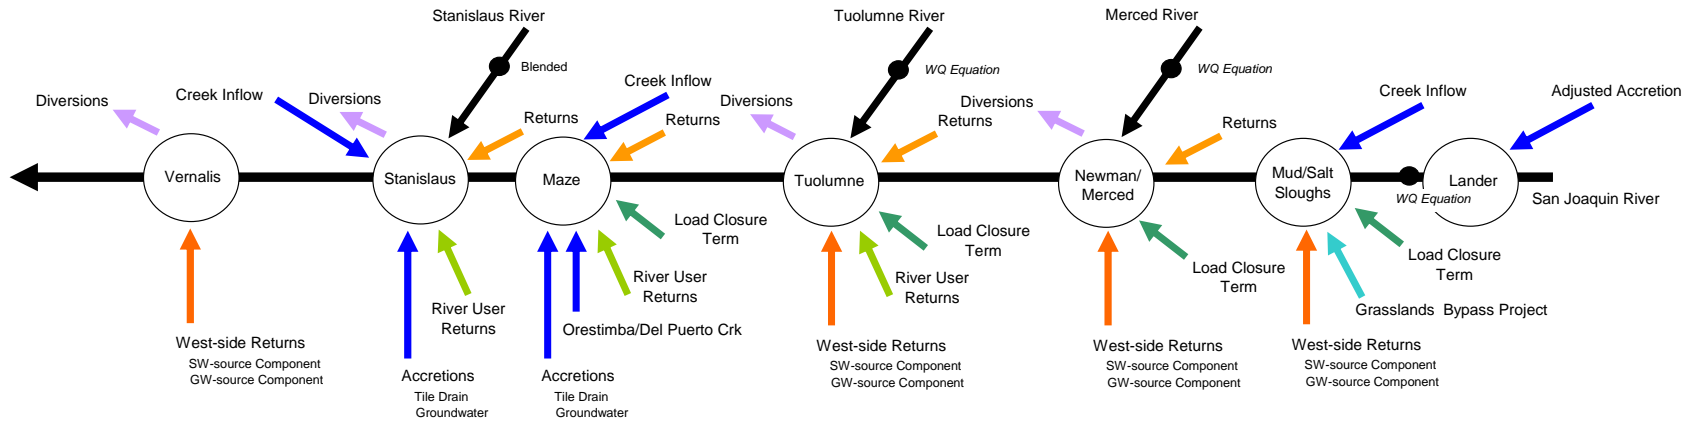 Stanislaus River
Tuolumne River
Merced River
Blended
WQ Equation
WQ Equation
Diversions
Creek Inflow
Diversions
Returns
Creek Inflow
Returns
Diversions
Diversions
Returns
Returns
Creek Inflow
Adjusted Accretion
Vernalis
Stanislaus
Maze
Tuolumne
Newman/
Merced
Mud/Salt
Sloughs
WQ Equation
Lander
San Joaquin River
Load Closure
Term
Load Closure
Term
Load Closure
Term
Load Closure
Term
River User
Returns
River User
Returns
River User
Returns
Orestimba/Del Puerto Crk
Grasslands Bypass Project
West-side Returns
SW-source Component
GW-source Component
Accretions
Tile Drain
Groundwater
Accretions
Tile Drain
Groundwater
West-side Returns
SW-source Component
GW-source Component
West-side Returns
SW-source Component
GW-source Component
West-side Returns
SW-source Component
GW-source Component